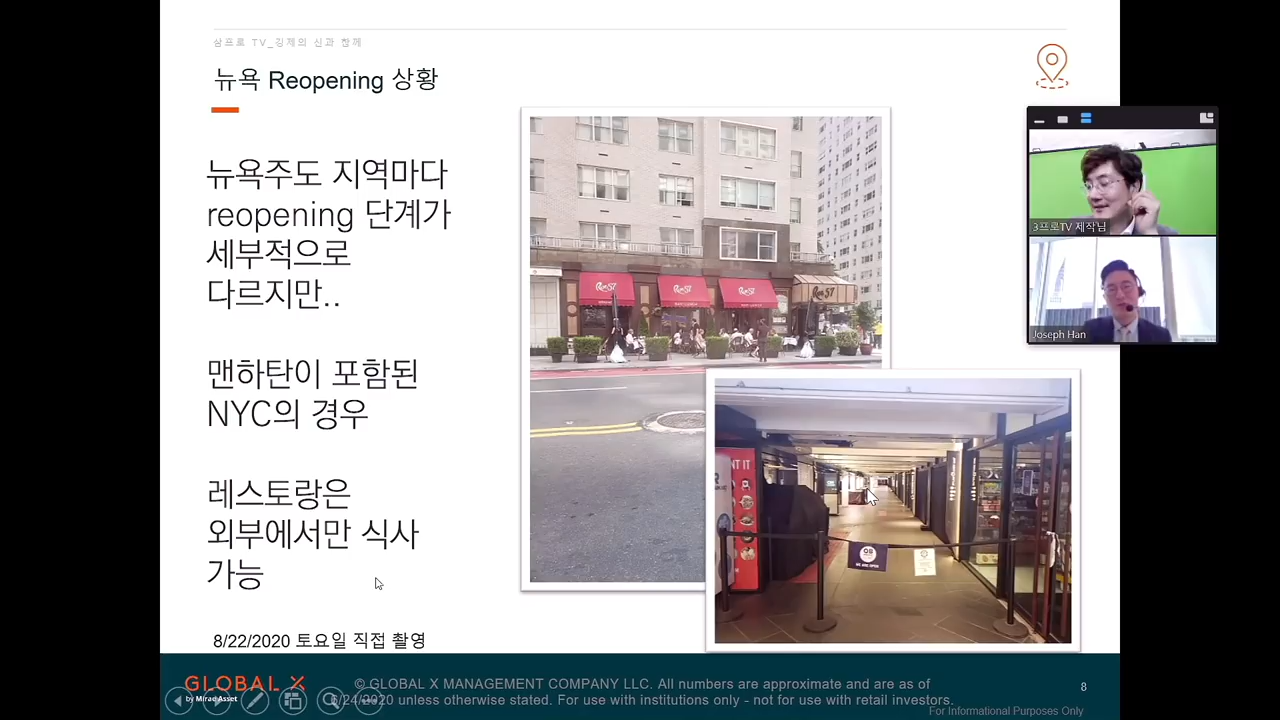 삼프로 TV_경제의 신과 함께
뉴욕 Reopening 상황
뉴욕주도 지역마다
reopening 단계가
세부적으로
다르지만..
맨하탄이 포함된
NYC의 경우
레스토랑은
외부에서만 식사
가능
8/22/2020 토요일 직접 촬영
3프로TV 제작님
Joseph Han
GLOBAL X
by Mirae Asset
© GLOBAL X MANAGEMENT COMPANY LLC. All numbers are approximate and are as of
6/24/2020 unless otherwise stated. For use with institutions only - not for use with retail investors.
For Informational Purposes Only
8